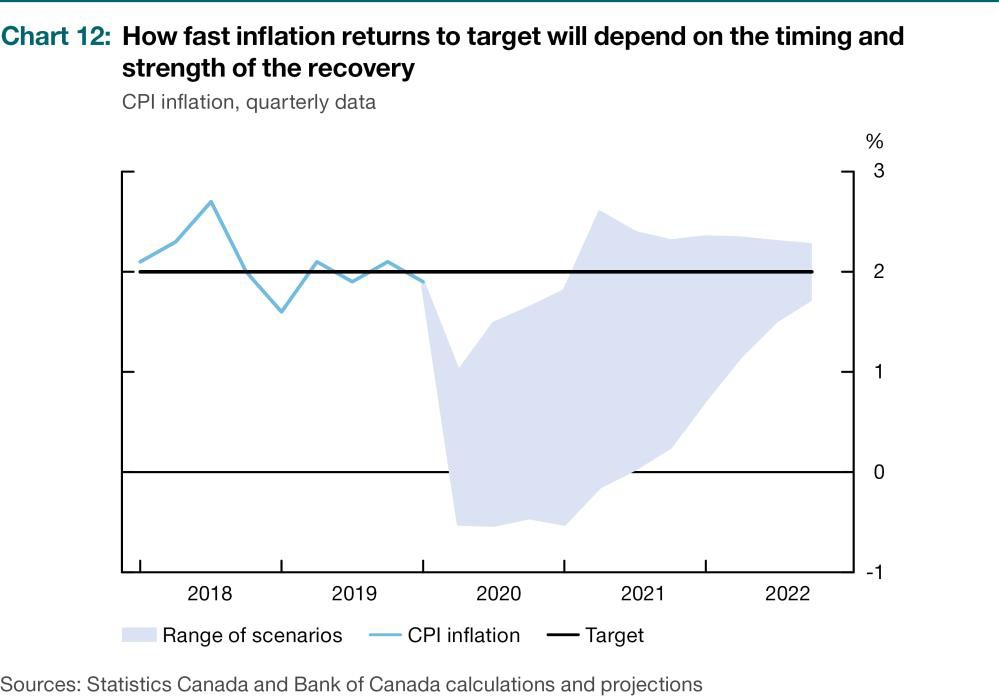 Chart 12: How fast inflation returns to target will depend on the timing and
strength of the recovery
CPI inflation, quarterly data
%
3
2
1
0
-1
2018 2019 2020 2021 2022
Range of scenarios CPI inflation Target
Sources: Statistics Canada and Bank of Canada calculations and projections